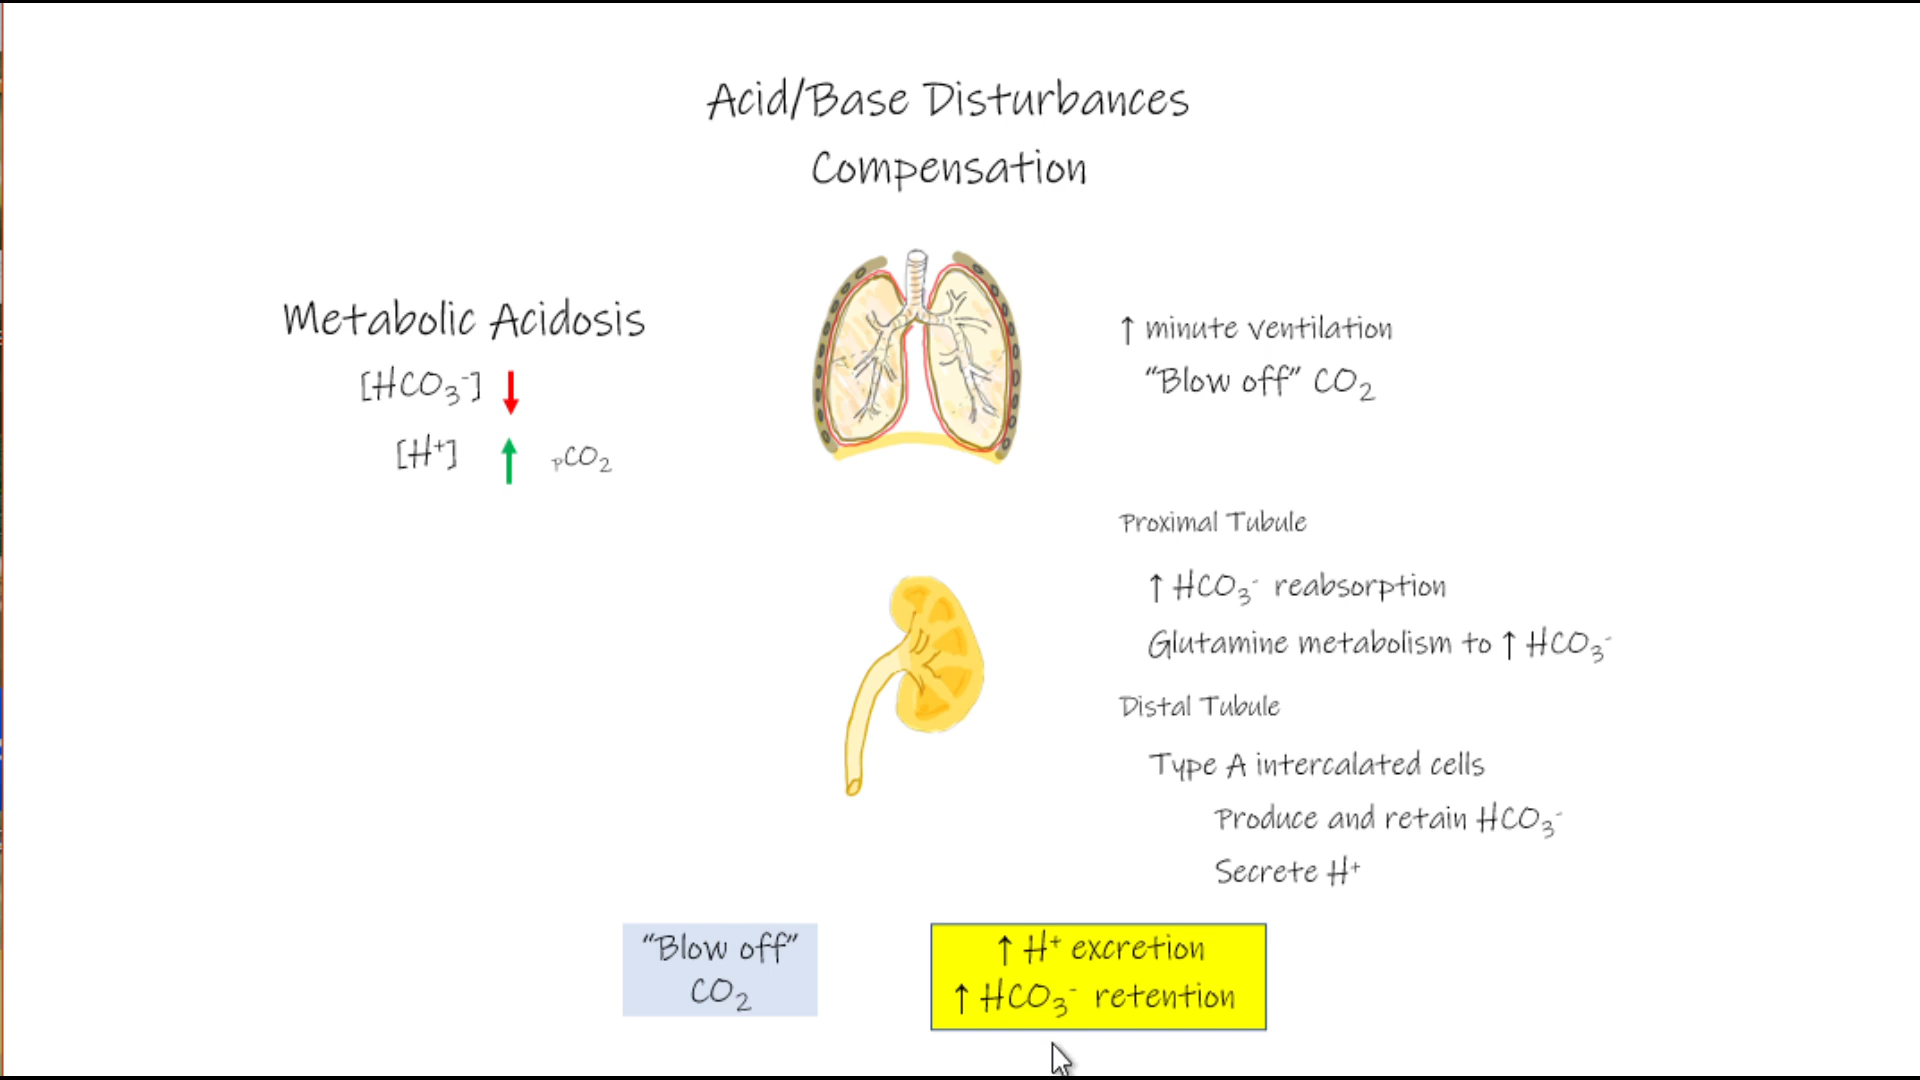 Acid/Base Disturbances
Compensation
Metabolic Acidosis
[HCO₃⁻] ↓
[H⁺] ↑ pCO₂
↑ minute ventilation
“Blow off” CO₂
Proximal Tubule
↑ HCO₃⁻ reabsorption
Glutamine metabolism to ↑ HCO₃⁻
Distal Tubule
Type A intercalated cells
Produce and retain HCO₃⁻
Secrete H⁺
“Blow off”
CO₂
↑ H⁺ excretion
↑ HCO₃⁻ retention